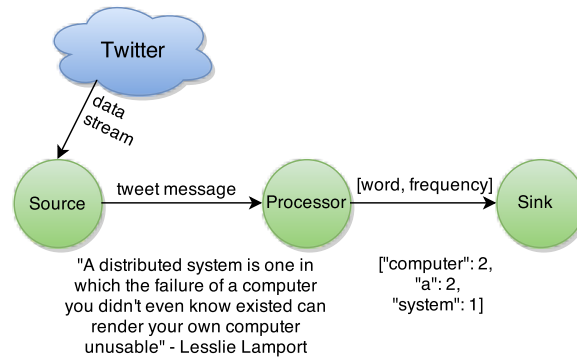 Twitter
data
stream
Source
tweet message
Processor
[word, frequency]
Sink
"A distributed system is one in
which the failure of a computer
you didn't even know existed can
render your own computer
unusable" - Lesslie Lamport
["computer": 2,
"a": 2,
"system": 1]